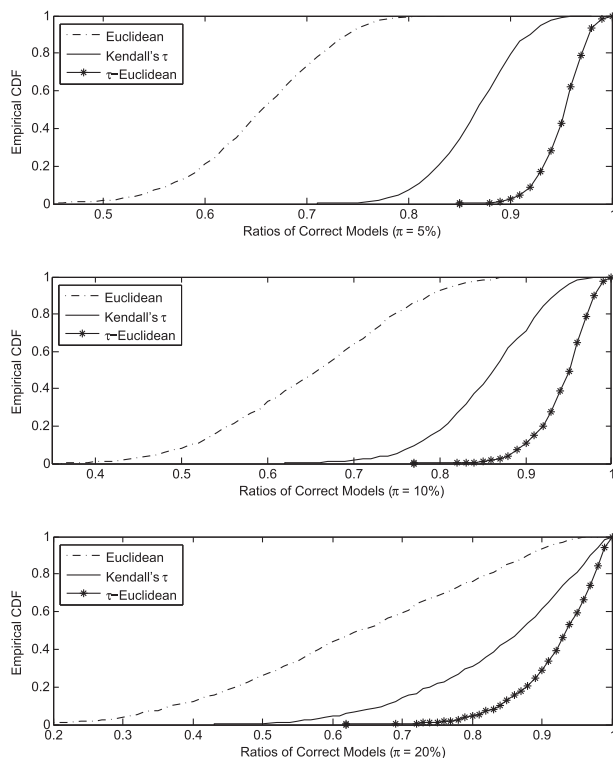 1
0.8
0.6
0.4
0.2
0
Empirical CDF
Euclidean
Kendall's τ
τ−Euclidean
0.5 0.6 0.7 0.8 0.9 1
Ratios of Correct Models (π = 5%)
1
0.8
0.6
0.4
0.2
0
Empirical CDF
Euclidean
Kendall's τ
τ−Euclidean
0.4 0.5 0.6 0.7 0.8 0.9 1
Ratios of Correct Models (π = 10%)
1
0.8
0.6
0.4
0.2
0
Empirical CDF
Euclidean
Kendall's τ
τ−Euclidean
0.2 0.3 0.4 0.5 0.6 0.7 0.8 0.9 1
Ratios of Correct Models (π = 20%)